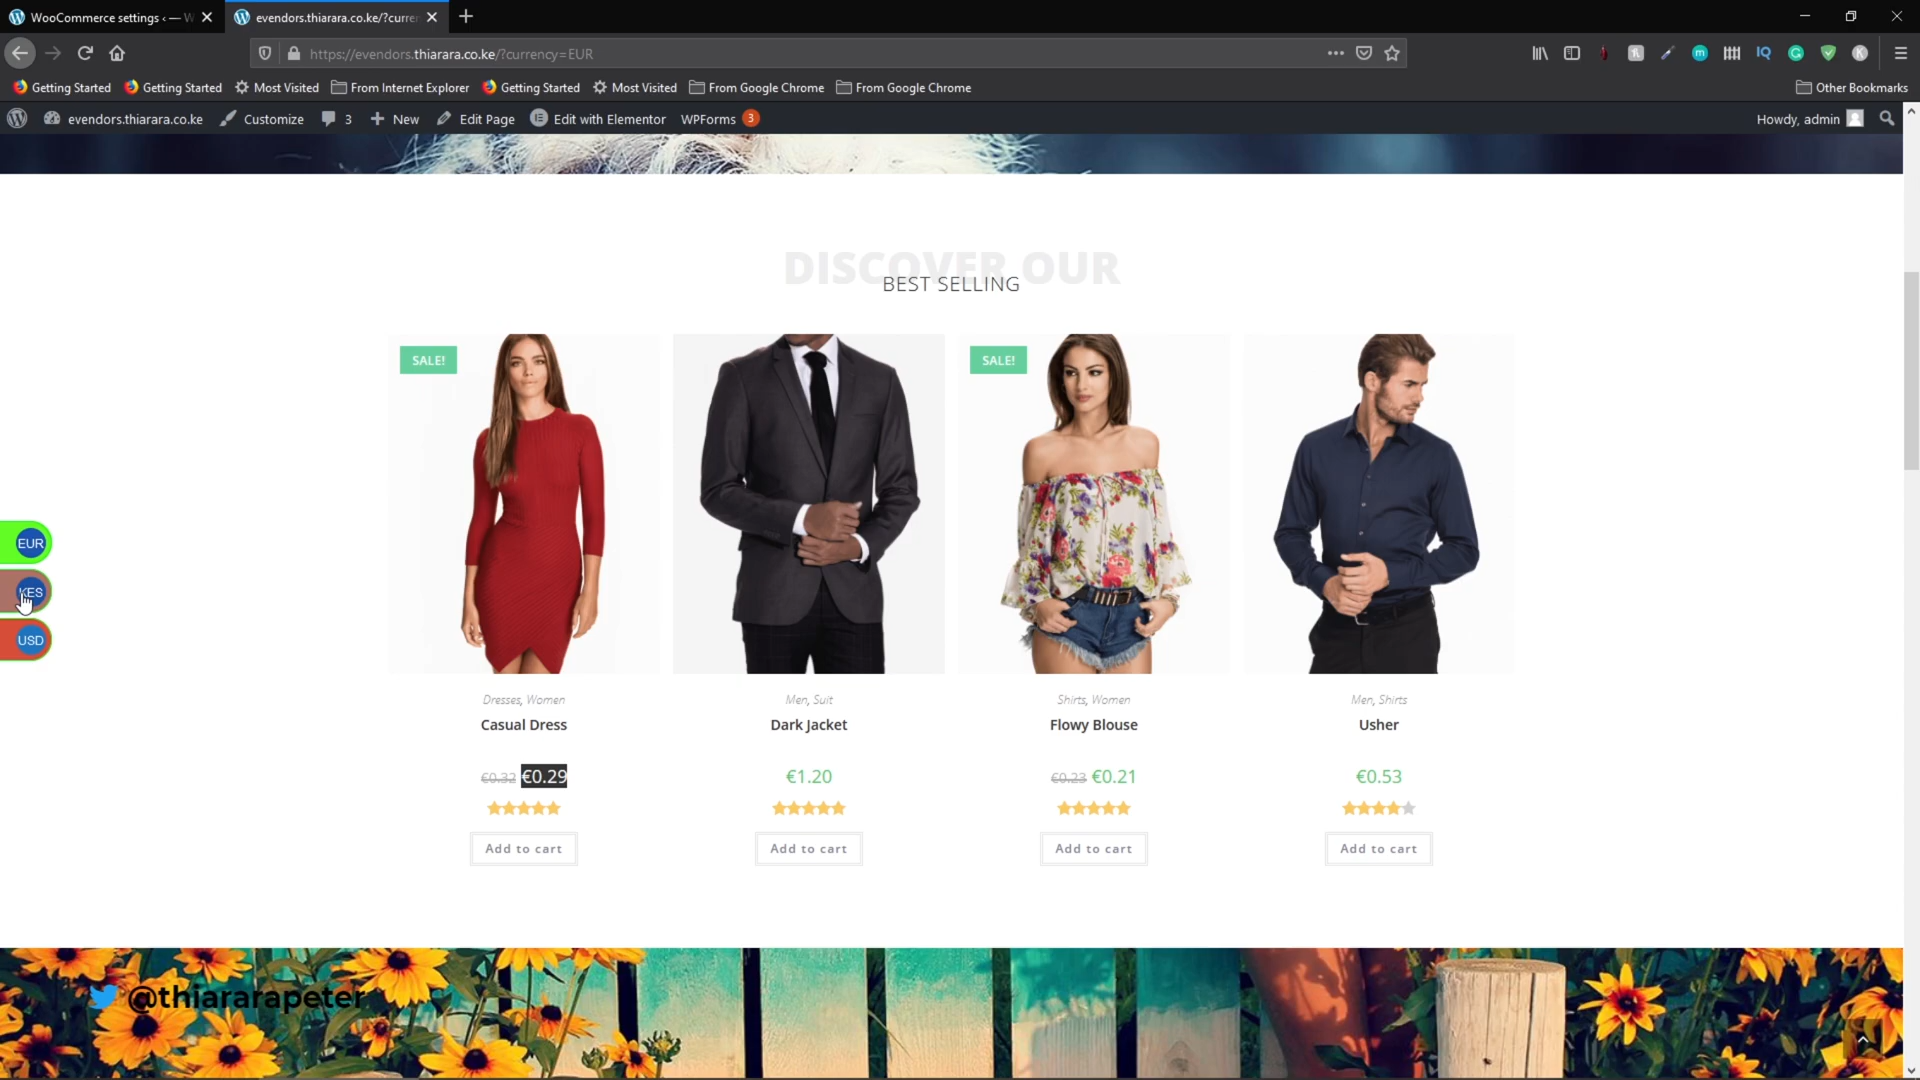 WooCommerce settings ‹ — W
evendors.thiarara.co.ke/?curre
https://evendors.thiarara.co.ke/?currency=EUR
Getting Started
Getting Started
Most Visited
From Internet Explorer
Getting Started
Most Visited
From Google Chrome
From Google Chrome
Other Bookmarks
evendors.thiarara.co.ke
Customize
3
New
Edit Page
Edit with Elementor
WPForms 3
Howdy, admin
DISCOVER OUR
BEST SELLING
SALE!
SALE!
EUR
KES
USD
Dresses, Women
Casual Dress
€0.32 €0.29
Add to cart
Men, Suit
Dark Jacket
€1.20
Add to cart
Shirts, Women
Flowy Blouse
€0.23 €0.21
Add to cart
Men, Shirts
Usher
€0.53
Add to cart
@thiararapeter